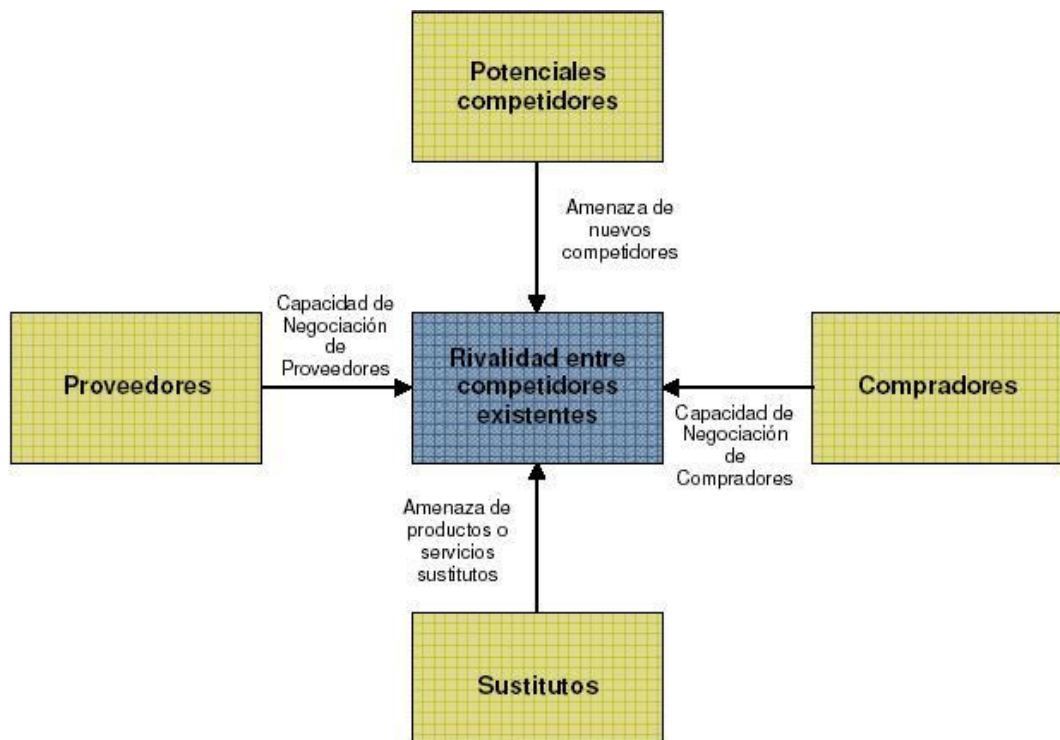 Potenciales
competidores
Amenaza de
nuevos
competidores
Capacidad de
Negociación
de
Proveedores
Proveedores
Rivalidad entre
competidores
existentes
Compradores
Capacidad de
Negociación
de
Compradores
Amenaza de
productos o
servicios
sustitutos
Sustitutos